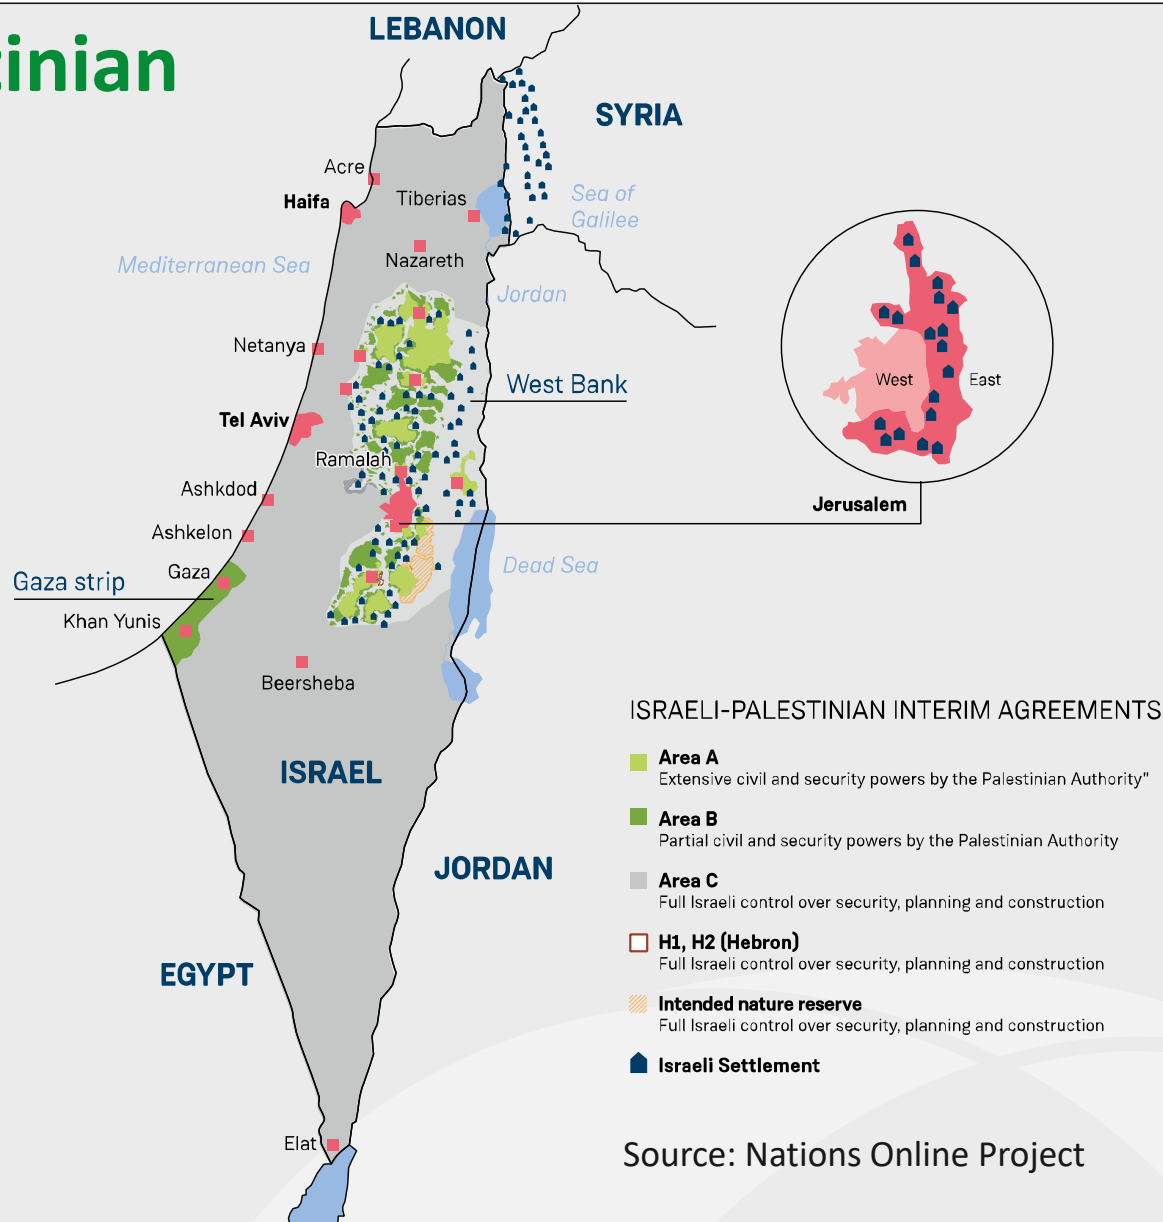 tinian
LEBANON
SYRIA
Acre
Haifa
Tiberias
Sea of
Galilee
Nazareth
Mediterranean Sea
Jordan
Netanya
West Bank
West
East
Tel Aviv
Ramalah
Ashkdod
Jerusalem
Ashkelon
Dead Sea
Gaza
Gaza strip
Khan Yunis
Beersheba
ISRAEL
JORDAN
EGYPT
Elat
ISRAELI-PALESTINIAN INTERIM AGREEMENTS
Area A
Extensive civil and security powers by the Palestinian Authority"
Area B
Partial civil and security powers by the Palestinian Authority
Area C
Full Israeli control over security, planning and construction
H1, H2 (Hebron)
Full Israeli control over security, planning and construction
Intended nature reserve
Full Israeli control over security, planning and construction
Israeli Settlement
Source: Nations Online Project